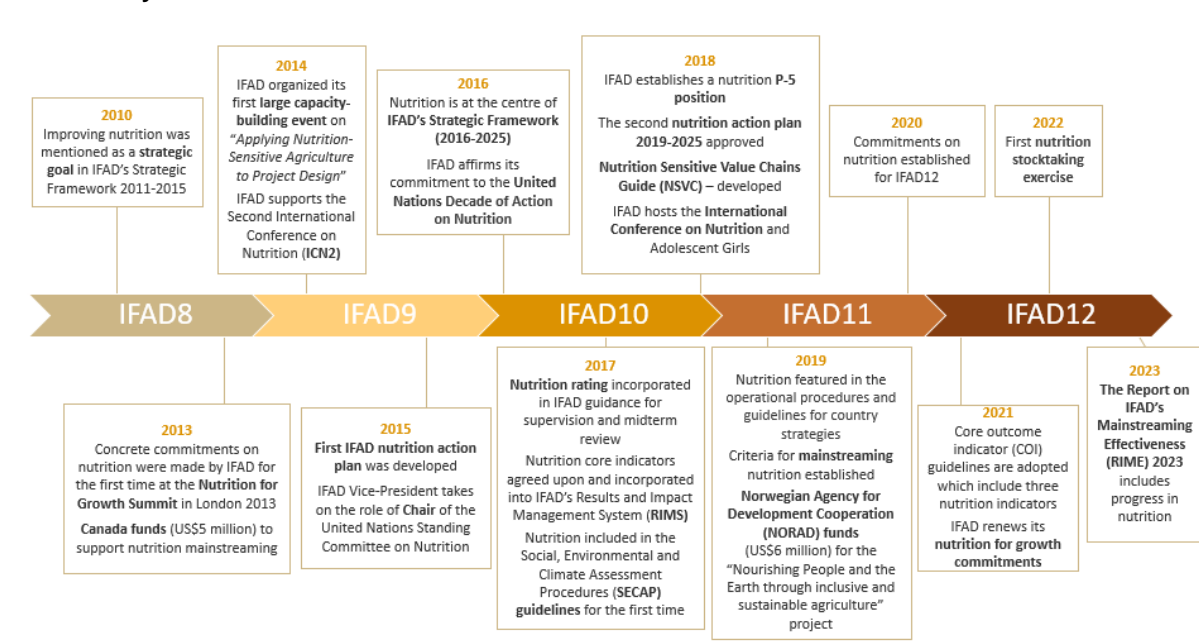 2010
Improving nutrition was
mentioned as a strategic
goal in IFAD's Strategic
Framework 2011-2015
2014
IFAD organized its
first large capacity-
building event on
"Applying Nutrition-
Sensitive Agriculture
to Project Design"
IFAD supports the
Second International
Conference on
Nutrition (ICN2)
2016
Nutrition is at the centre of
IFAD's Strategic Framework
(2016-2025)
IFAD affirms its
commitment to the United
Nations Decade of Action
on Nutrition
2018
IFAD establishes a nutrition P-5
position
The second nutrition action plan
2019-2025 approved
Nutrition Sensitive Value Chains
Guide (NSVC) – developed
IFAD hosts the International
Conference on Nutrition and
Adolescent Girls
2020
Commitments on
nutrition established
for IFAD12
2022
First nutrition
stocktaking
exercise
IFAD8
IFAD9
IFAD10
IFAD11
IFAD12
2013
Concrete commitments on
nutrition were made by IFAD for
the first time at the Nutrition for
Growth Summit in London 2013
Canada funds (US$5 million) to
support nutrition mainstreaming
2015
First IFAD nutrition action
plan was developed
IFAD Vice-President takes
on the role of Chair of the
United Nations Standing
Committee on Nutrition
2017
Nutrition rating incorporated
in IFAD guidance for
supervision and midterm
review
Nutrition core indicators
agreed upon and incorporated
into IFAD's Results and Impact
Management System (RIMS)
Nutrition included in the
Social, Environmental and
Climate Assessment
Procedures (SECAP)
guidelines for the first time
2019
Nutrition featured in the
operational procedures and
guidelines for country
strategies
Criteria for mainstreaming
nutrition established
Norwegian Agency for
Development Cooperation
(NORAD) funds
(US$6 million) for the
"Nourishing People and the
Earth through inclusive and
sustainable agriculture"
project
2021
Core outcome
indicator (COI)
guidelines are adopted
which include three
nutrition indicators
IFAD renews its
nutrition for growth
commitments
2023
The Report on
IFAD's
Mainstreaming
Effectiveness
(RIME) 2023
includes
progress in
nutrition